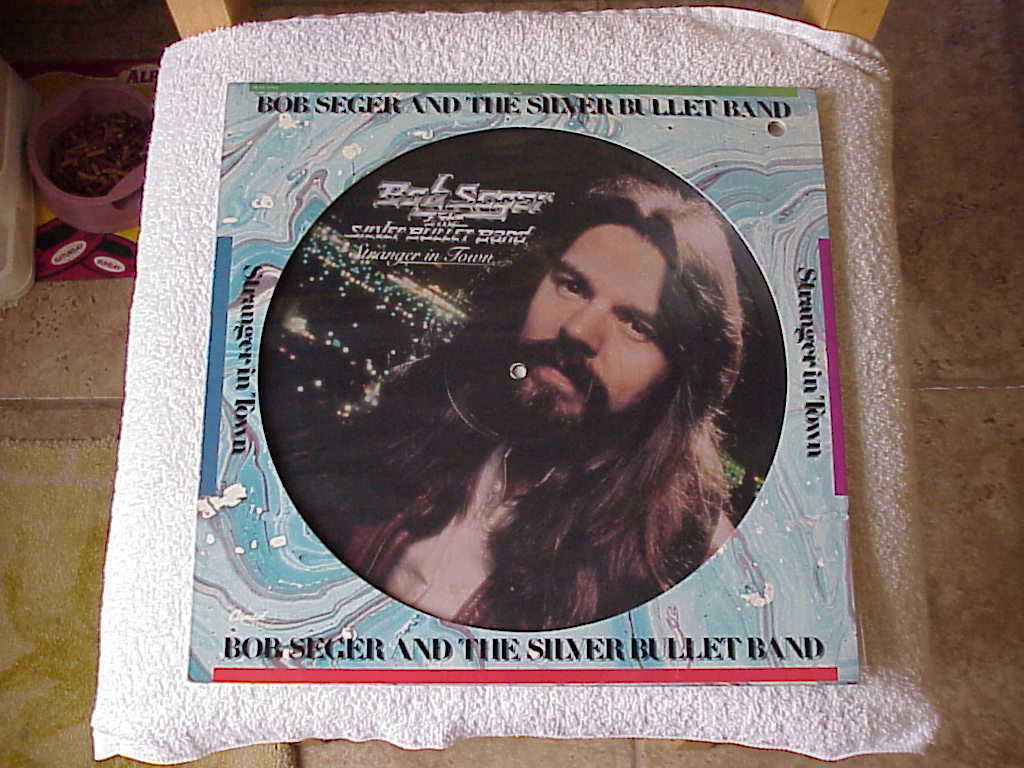 BOB SEGER AND THE SILVER BULLET BAND
Bob Seger
& the
Silver Bullet Band
Stranger in Town
Stranger in Town
Stranger in Town
BOB SEGER AND THE SILVER BULLET BAND
ALP